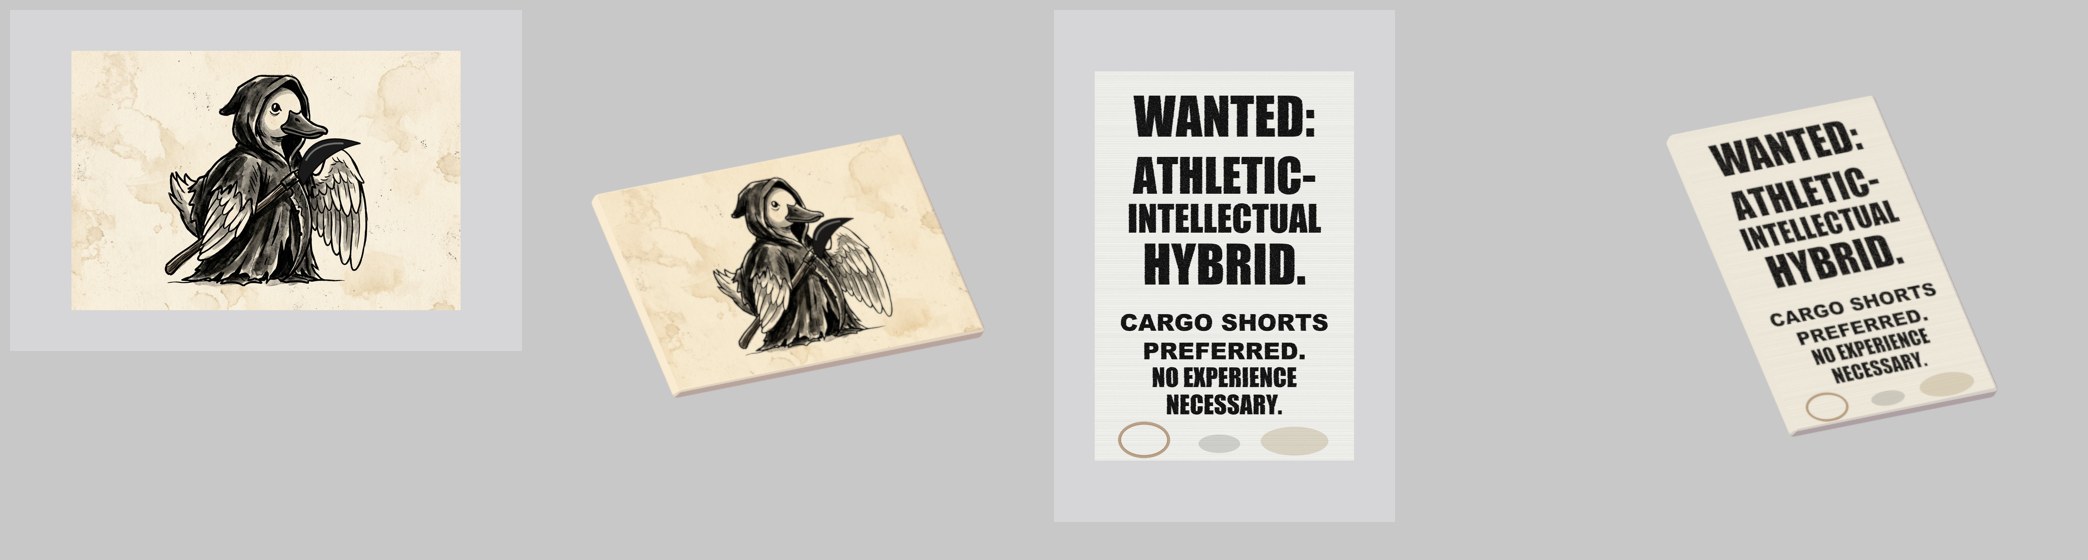 WANTED:
ATHLETIC-
INTELLECTUAL
HYBRID.
CARGO SHORTS
PREFERRED.
NO EXPERIENCE
NECESSARY.
WANTED:
ATHLETIC-
INTELLECTUAL
HYBRID.
CARGO SHORTS
PREFERRED.
NO EXPERIENCE
NECESSARY.